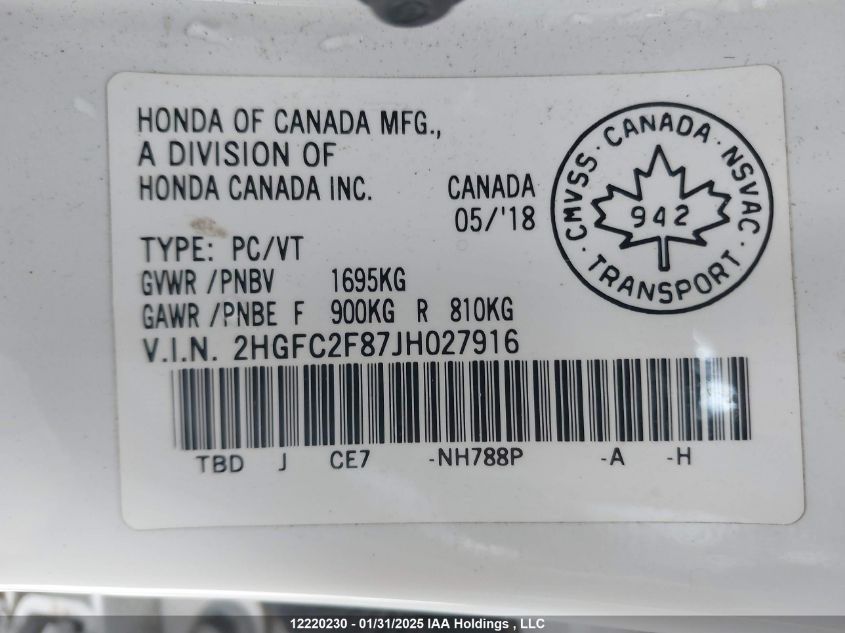 HONDA OF CANADA MFG.,
A DIVISION OF
HONDA CANADA INC. CANADA
05/'18
CMVSS · CANADA · NSVAC · TRANSPORT ·
942
TYPE: PC/VT
GVWR /PNBV 1695KG
GAWR /PNBE F 900KG R 810KG
V.I.N. 2HGFC2F87JH027916
TBD J CE7 -NH788P -A -H
12220230 - 01/31/2025 IAA Holdings , LLC